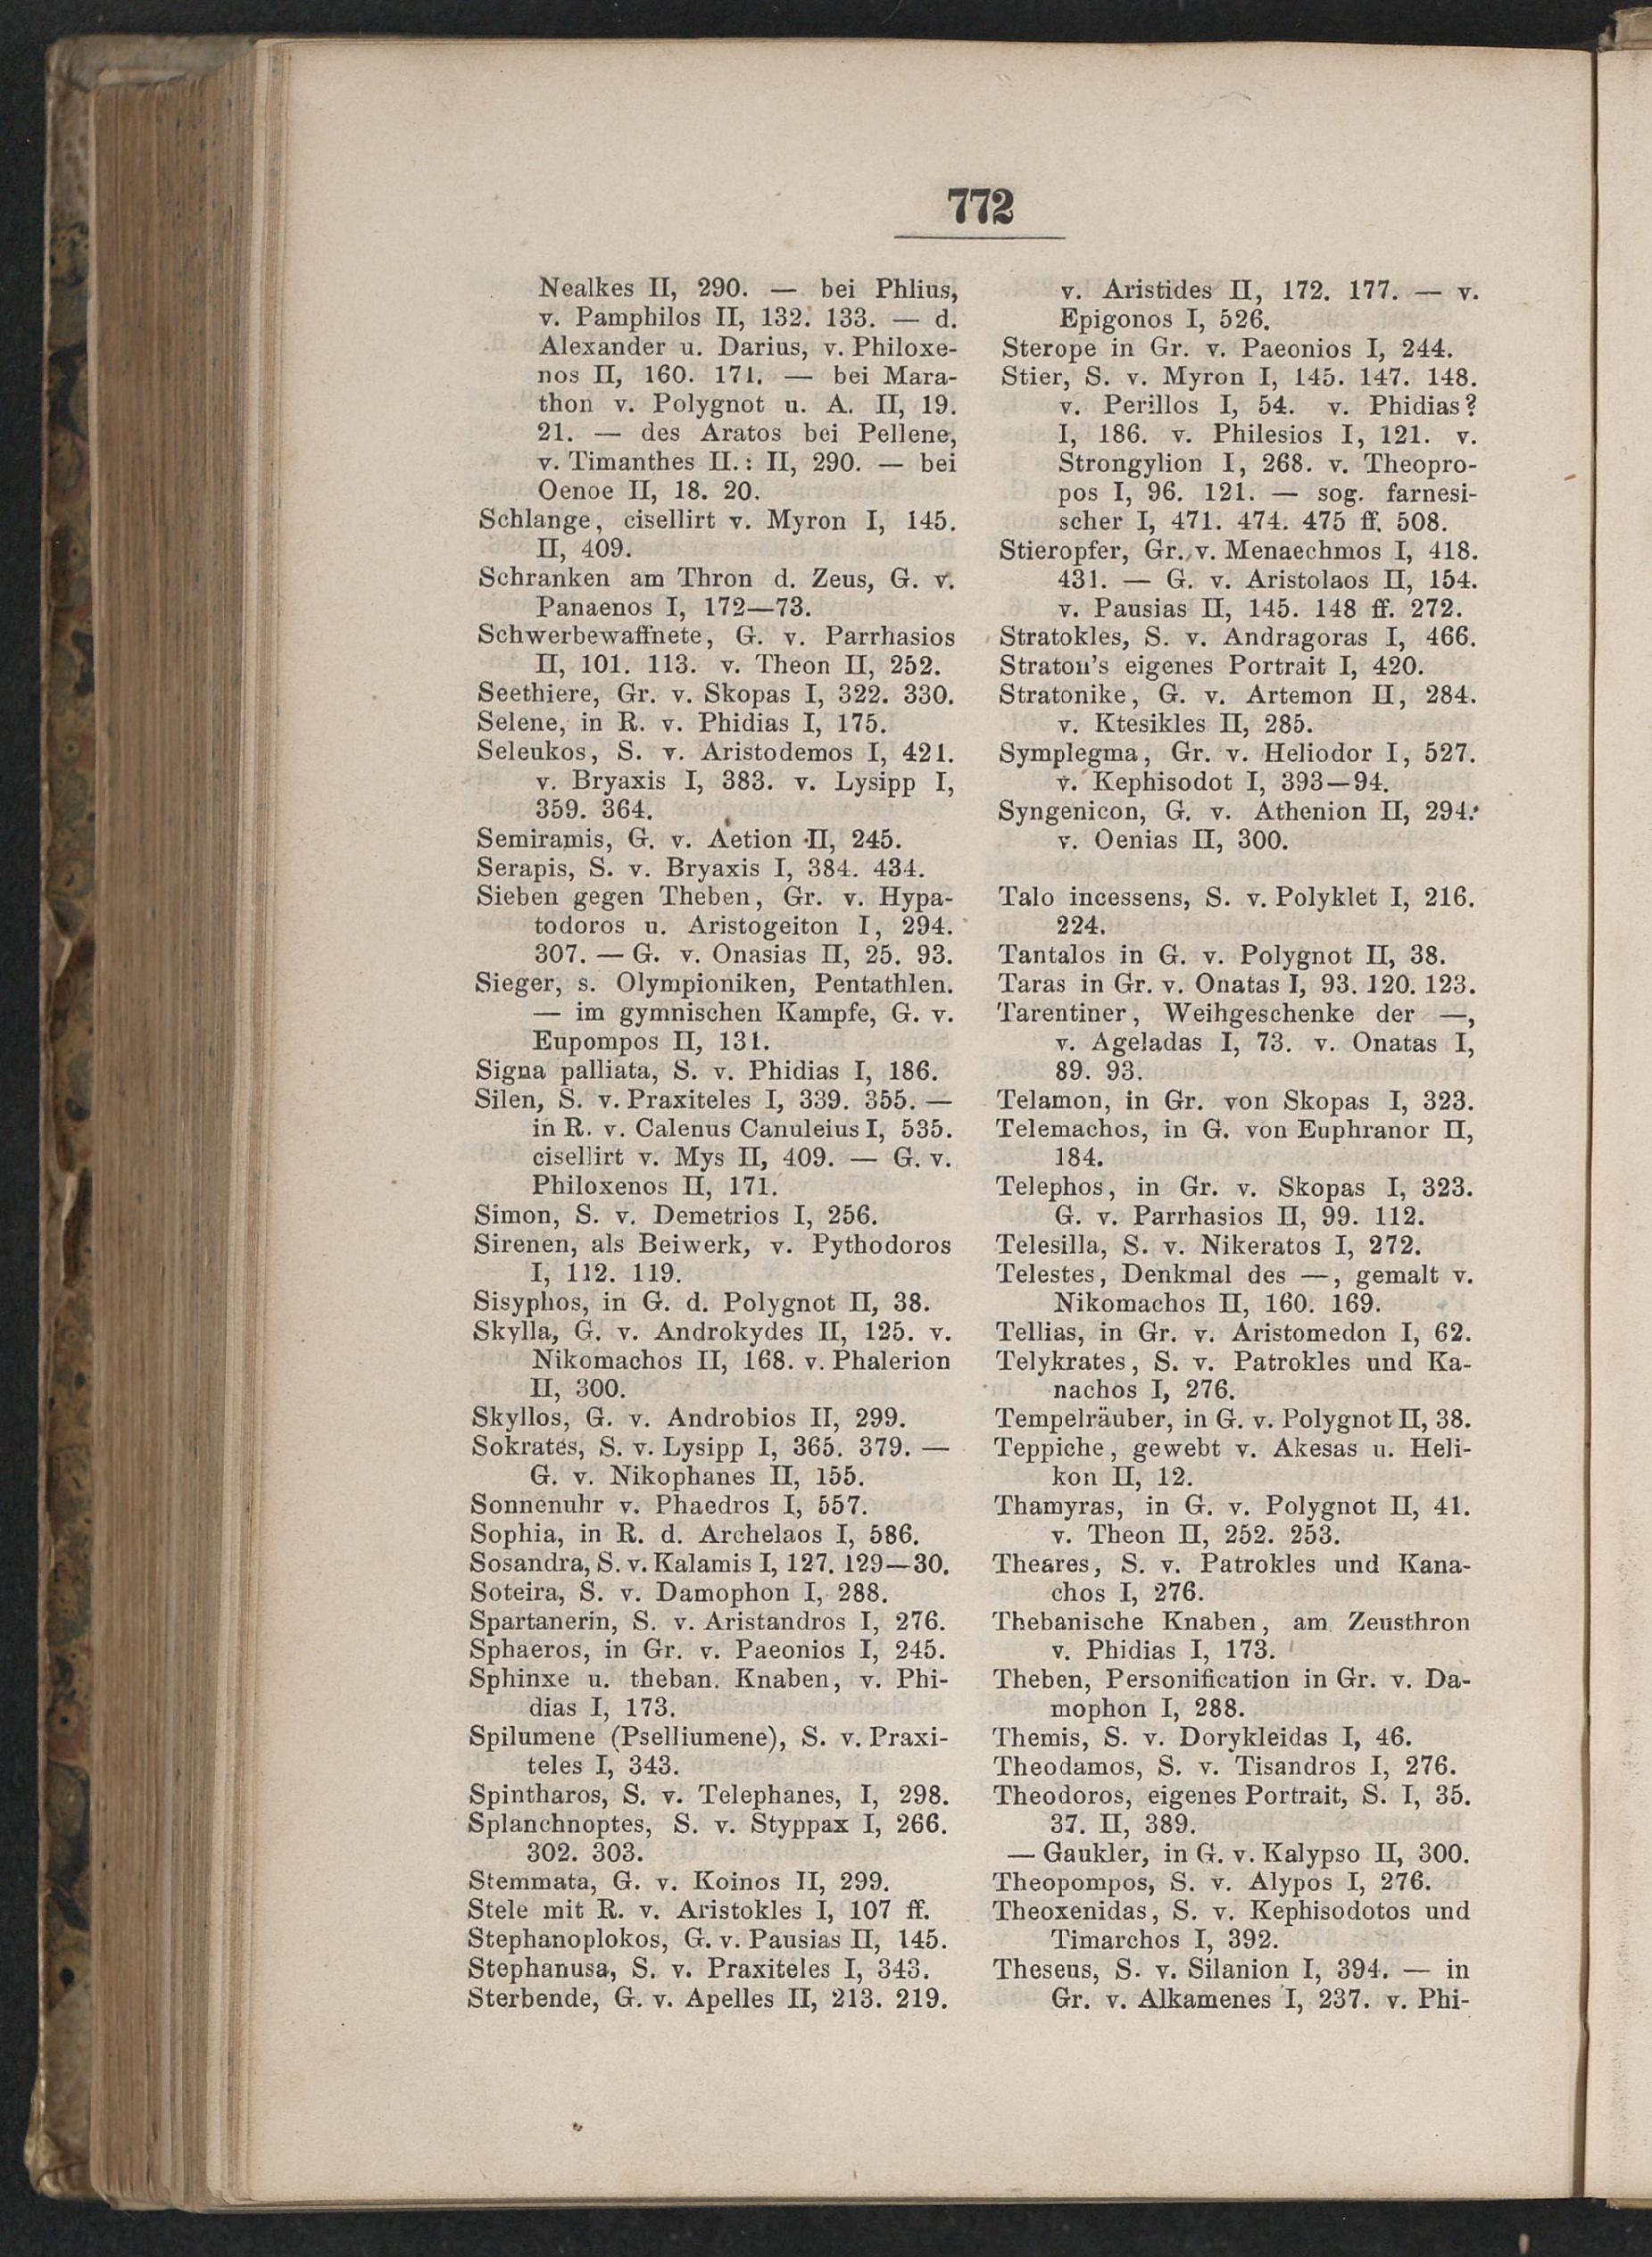 772
Nealkes II, 290. — bei Phlius,
v. Pamphilos II, 132. 133. — d.
Alexander u. Darius, v. Philoxe-
nos II, 160. 171. — bei Mara-
thon v. Polygnot u. A. II, 19.
21. — des Aratos bei Pellene,
v. Timanthes II.: II, 290. — bei
Oenoe II, 18. 20.
Schlange, cisellirt v. Myron I, 145.
II, 409.
Schranken am Thron d. Zeus, G. v.
Panaenos I, 172—73.
Schwerbewaffnete, G. v. Parrhasios
II, 101. 113. v. Theon II, 252.
Seethiere, Gr. v. Skopas I, 322. 330.
Selene, in R. v. Phidias I, 175.
Seleukos, S. v. Aristodemos I, 421.
v. Bryaxis I, 383. v. Lysipp I,
359. 364.
Semiramis, G. v. Aetion II, 245.
Serapis, S. v. Bryaxis I, 384. 434.
Sieben gegen Theben, Gr. v. Hypa-
todoros u. Aristogeiton I, 294.
307. — G. v. Onasias II, 25. 93.
Sieger, s. Olympioniken, Pentathlen.
— im gymnischen Kampfe, G. v.
Eupompos II, 131.
Signa palliata, S. v. Phidias I, 186.
Silen, S. v. Praxiteles I, 339. 355. —
in R. v. Calenus Canuleius I, 535.
cisellirt v. Mys II, 409. — G. v.
Philoxenos II, 171.
Simon, S. v. Demetrios I, 256.
Sirenen, als Beiwerk, v. Pythodoros
I, 112. 119.
Sisyphos, in G. d. Polygnot II, 38.
Skylla, G. v. Androkydes II, 125. v.
Nikomachos II, 168. v. Phalerion
II, 300.
Skyllos, G. v. Androbios II, 299.
Sokrates, S. v. Lysipp I, 365. 379. —
G. v. Nikophanes II, 155.
Sonnenuhr v. Phaedros I, 557.
Sophia, in R. d. Archelaos I, 586.
Sosandra, S. v. Kalamis I, 127. 129—30.
Soteira, S. v. Damophon I, 288.
Spartanerin, S. v. Aristandros I, 276.
Sphaeros, in Gr. v. Paeonios I, 245.
Sphinxe u. theban. Knaben, v. Phi-
dias I, 173.
Spilumene (Pselliumene), S. v. Praxi-
teles I, 343.
Spintharos, S. v. Telephanes, I, 298.
Splanchnoptes, S. v. Styppax I, 266.
302. 303.
Stemmata, G. v. Koinos II, 299.
Stele mit R. v. Aristokles I, 107 ff.
Stephanoplokos, G. v. Pausias II, 145.
Stephanusa, S. v. Praxiteles I, 343.
Sterbende, G. v. Apelles II, 213. 219.
v. Aristides II, 172. 177. — v.
Epigonos I, 526.
Sterope in Gr. v. Paeonios I, 244.
Stier, S. v. Myron I, 145. 147. 148.
v. Perillos I, 54. v. Phidias?
I, 186. v. Philesios I, 121. v.
Strongylion I, 268. v. Theopro-
pos I, 96. 121. — sog. farnesi-
scher I, 471. 474. 475 ff. 508.
Stieropfer, Gr. v. Menaechmos I, 418.
431. — G. v. Aristolaos II, 154.
v. Pausias II, 145. 148 ff. 272.
Stratokles, S. v. Andragoras I, 466.
Straton's eigenes Portrait I, 420.
Stratonike, G. v. Artemon II, 284.
v. Ktesikles II, 285.
Symplegma, Gr. v. Heliodor I, 527.
v. Kephisodot I, 393—94.
Syngenicon, G. v. Athenion II, 294.
v. Oenias II, 300.
Talo incessens, S. v. Polyklet I, 216.
224.
Tantalos in G. v. Polygnot II, 38.
Taras in Gr. v. Onatas I, 93. 120. 123.
Tarentiner, Weihgeschenke der —,
v. Ageladas I, 73. v. Onatas I,
89. 93.
Telamon, in Gr. von Skopas I, 323.
Telemachos, in G. von Euphranor II,
184.
Telephos, in Gr. v. Skopas I, 323.
G. v. Parrhasios II, 99. 112.
Telesilla, S. v. Nikeratos I, 272.
Telestes, Denkmal des —, gemalt v.
Nikomachos II, 160. 169.
Tellias, in Gr. v. Aristomedon I, 62.
Telykrates, S. v. Patrokles und Ka-
nachos I, 276.
Tempelräuber, in G. v. Polygnot II, 38.
Teppiche, gewebt v. Akesas u. Heli-
kon II, 12.
Thamyras, in G. v. Polygnot II, 41.
v. Theon II, 252. 253.
Theares, S. v. Patrokles und Kana-
chos I, 276.
Thebanische Knaben, am Zeusthron
v. Phidias I, 173.
Theben, Personification in Gr. v. Da-
mophon I, 288.
Themis, S. v. Dorykleidas I, 46.
Theodamos, S. v. Tisandros I, 276.
Theodoros, eigenes Portrait, S. I, 35.
37. II, 389.
— Gaukler, in G. v. Kalypso II, 300.
Theopompos, S. v. Alypos I, 276.
Theoxenidas, S. v. Kephisodotos und
Timarchos I, 392.
Theseus, S. v. Silanion I, 394. — in
Gr. v. Alkamenes I, 237. v. Phi-